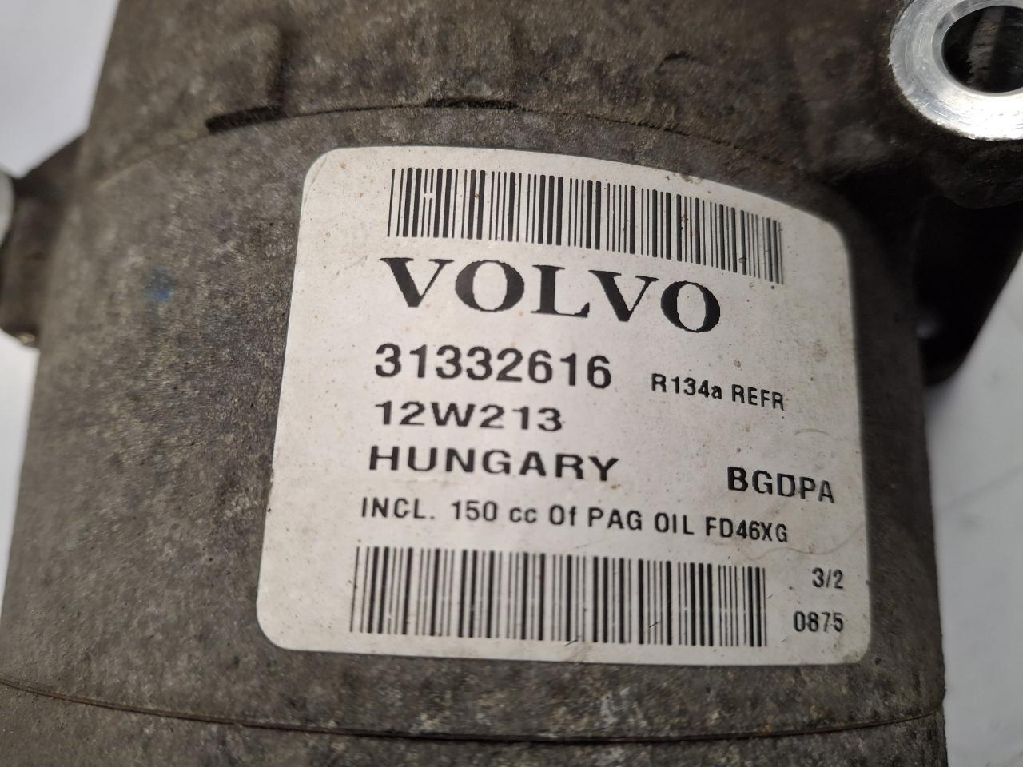 VOLVO
31332616 R134a REFR
12W213
HUNGARY BGDPA
INCL. 150 cc Of PAG OIL FD46XG
3/2
0875